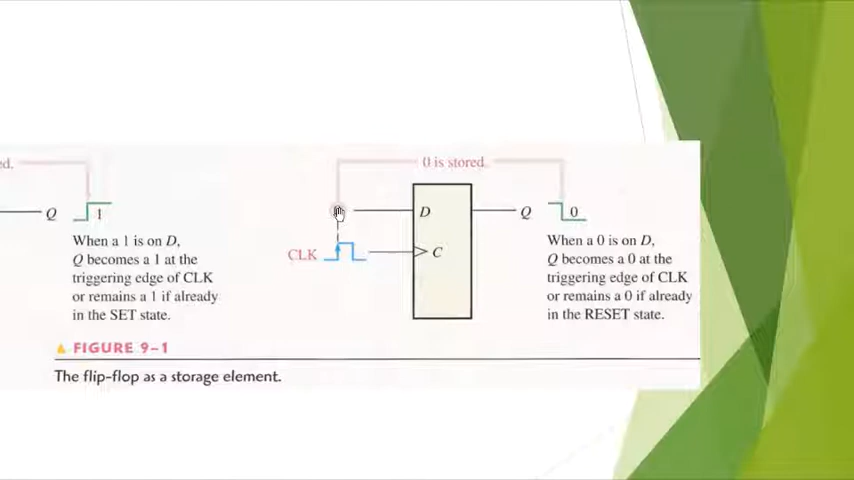 ed.
0 is stored.
Q
1
D
Q
0
CLK
C
When a 1 is on D,
Q becomes a 1 at the
triggering edge of CLK
or remains a 1 if already
in the SET state.
When a 0 is on D,
Q becomes a 0 at the
triggering edge of CLK
or remains a 0 if already
in the RESET state.
FIGURE 9–1
The flip-flop as a storage element.